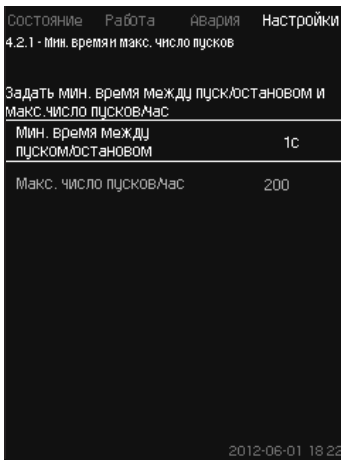 Состояние Работа Авария Настройки
4.2.1 - Мин. время и макс. число пусков
Задать мин. время между пуск/остановом и
макс.число пусков/час
Мин. время между
пуском/остановом
1с
Макс. число пусков/час
200
2012-06-01 18:22